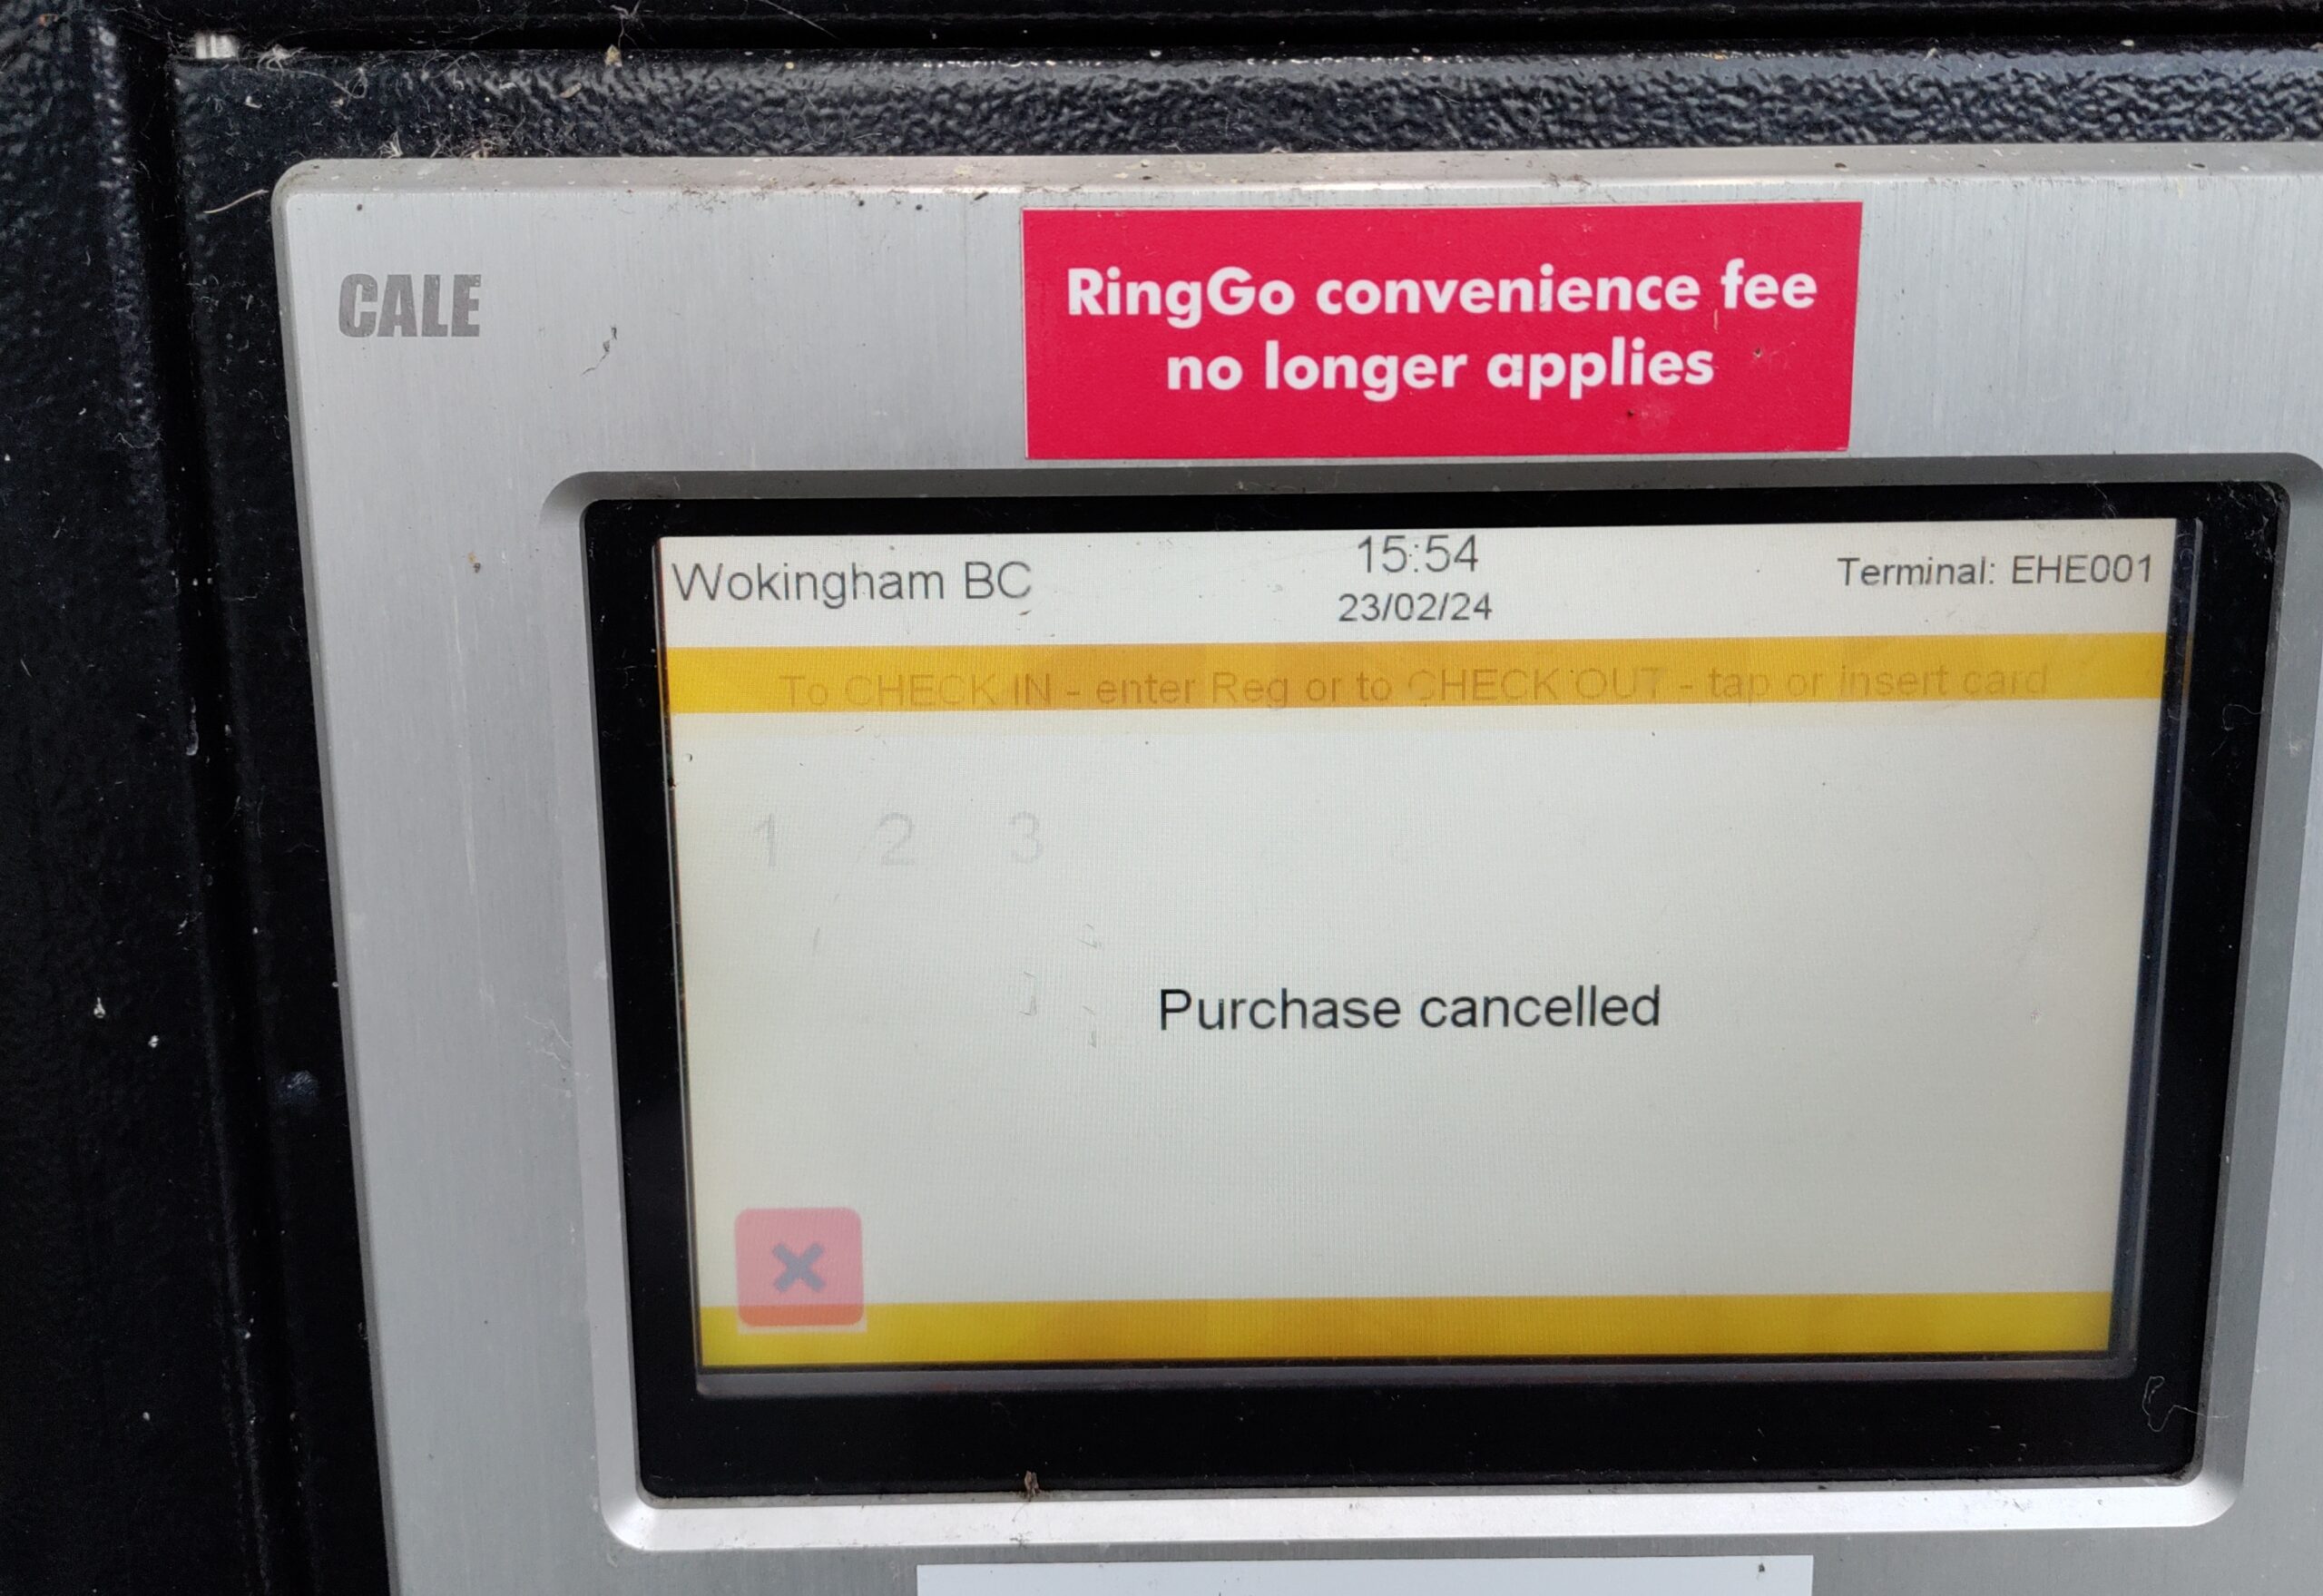 CALE
RingGo convenience fee
no longer applies
Wokingham BC
15:54
23/02/24
Terminal: EHE001
To CHECK IN - enter Reg or to CHECK OUT - tap or insert card
1 2 3
Purchase cancelled